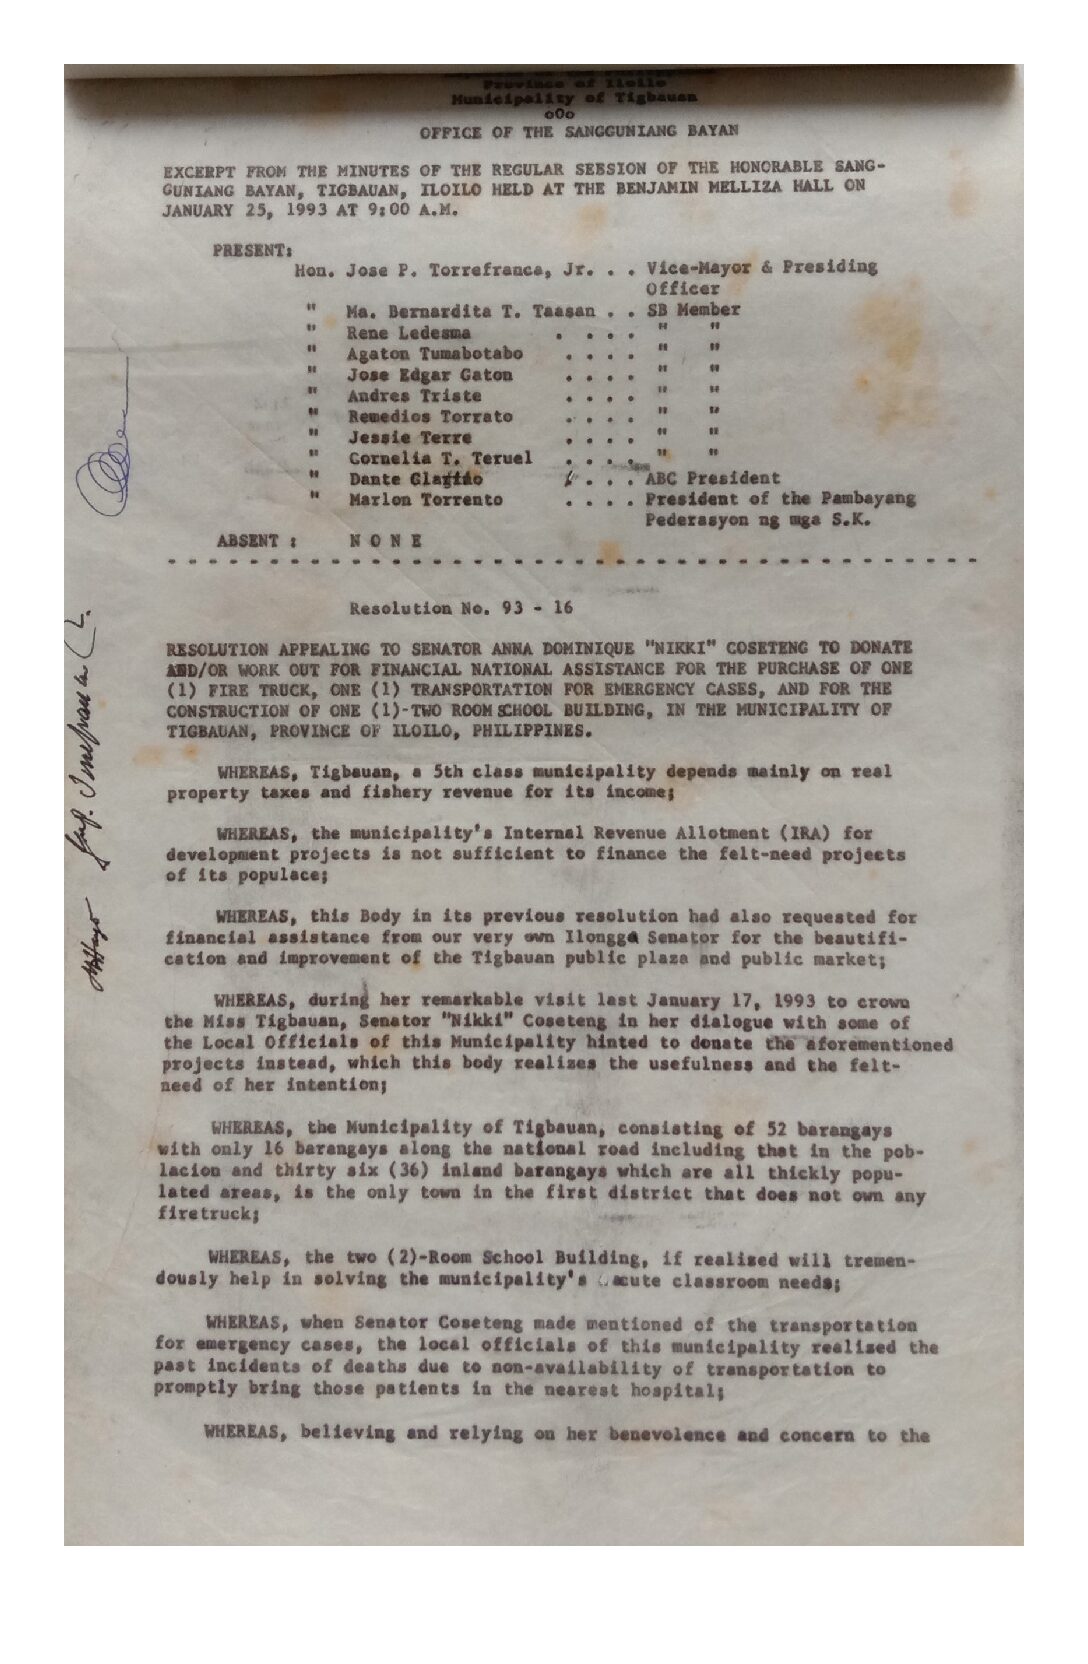 Province of Iloilo
Municipality of Tigbauan
oOo
OFFICE OF THE SANGGUNIANG BAYAN
EXCERPT FROM THE MINUTES OF THE REGULAR SESSION OF THE HONORABLE SANG-
GUNIANG BAYAN, TIGBAUAN, ILOILO HELD AT THE BENJAMIN MELLIZA HALL ON
JANUARY 25, 1993 AT 9:00 A.M.
PRESENT:
Hon. Jose P. Torrefranca, Jr. . . Vice-Mayor & Presiding
Officer
" Ma. Bernardita T. Taasan . . SB Member
" Rene Ledesma . . . . " "
" Agaton Tumabotabo . . . . " "
" Jose Edgar Gaton . . . . " "
" Andres Triste . . . . " "
" Remedios Torrato . . . . " "
" Jessie Terre . . . . " "
" Cornelia T. Teruel . . . . " "
" Dante . . . . ABC President
" Marlon Torrento . . . . President of the Pambayang
Pederasyon ng mga S.K.
ABSENT : N O N E
- - - - - - - - - - - - - - - - - - - - - - - - - - - - - - - - - - - - - - - -
Resolution No. 93 - 16
RESOLUTION APPEALING TO SENATOR ANNA DOMINIQUE "NIKKI" COSETENG TO DONATE
AND/OR WORK OUT FOR FINANCIAL NATIONAL ASSISTANCE FOR THE PURCHASE OF ONE
(1) FIRE TRUCK, ONE (1) TRANSPORTATION FOR EMERGENCY CASES, AND FOR THE
CONSTRUCTION OF ONE (1)-TWO ROOM SCHOOL BUILDING, IN THE MUNICIPALITY OF
TIGBAUAN, PROVINCE OF ILOILO, PHILIPPINES.
WHEREAS, Tigbauan, a 5th class municipality depends mainly on real
property taxes and fishery revenue for its income;
WHEREAS, the municipality's Internal Revenue Allotment (IRA) for
development projects is not sufficient to finance the felt-need projects
of its populace;
WHEREAS, this Body in its previous resolution had also requested for
financial assistance from our very own Ilongga Senator for the beautifi-
cation and improvement of the Tigbauan public plaza and public market;
WHEREAS, during her remarkable visit last January 17, 1993 to crown
the Miss Tigbauan, Senator "Nikki" Coseteng in her dialogue with some of
the Local Officials of this Municipality hinted to donate the aforementioned
projects instead, which this body realizes the usefulness and the felt-
need of her intention;
WHEREAS, the Municipality of Tigbauan, consisting of 52 barangays
with only 16 barangays along the national road including that in the pob-
lacion and thirty six (36) inland barangays which are all thickly popu-
lated areas, is the only town in the first district that does not own any
firetruck;
WHEREAS, the two (2)-Room School Building, if realized will tremen-
dously help in solving the municipality's acute classroom needs;
WHEREAS, when Senator Coseteng made mentioned of the transportation
for emergency cases, the local officials of this municipality realized the
past incidents of deaths due to non-availability of transportation to
promptly bring those patients in the nearest hospital;
WHEREAS, believing and relying on her benevolence and concern to the